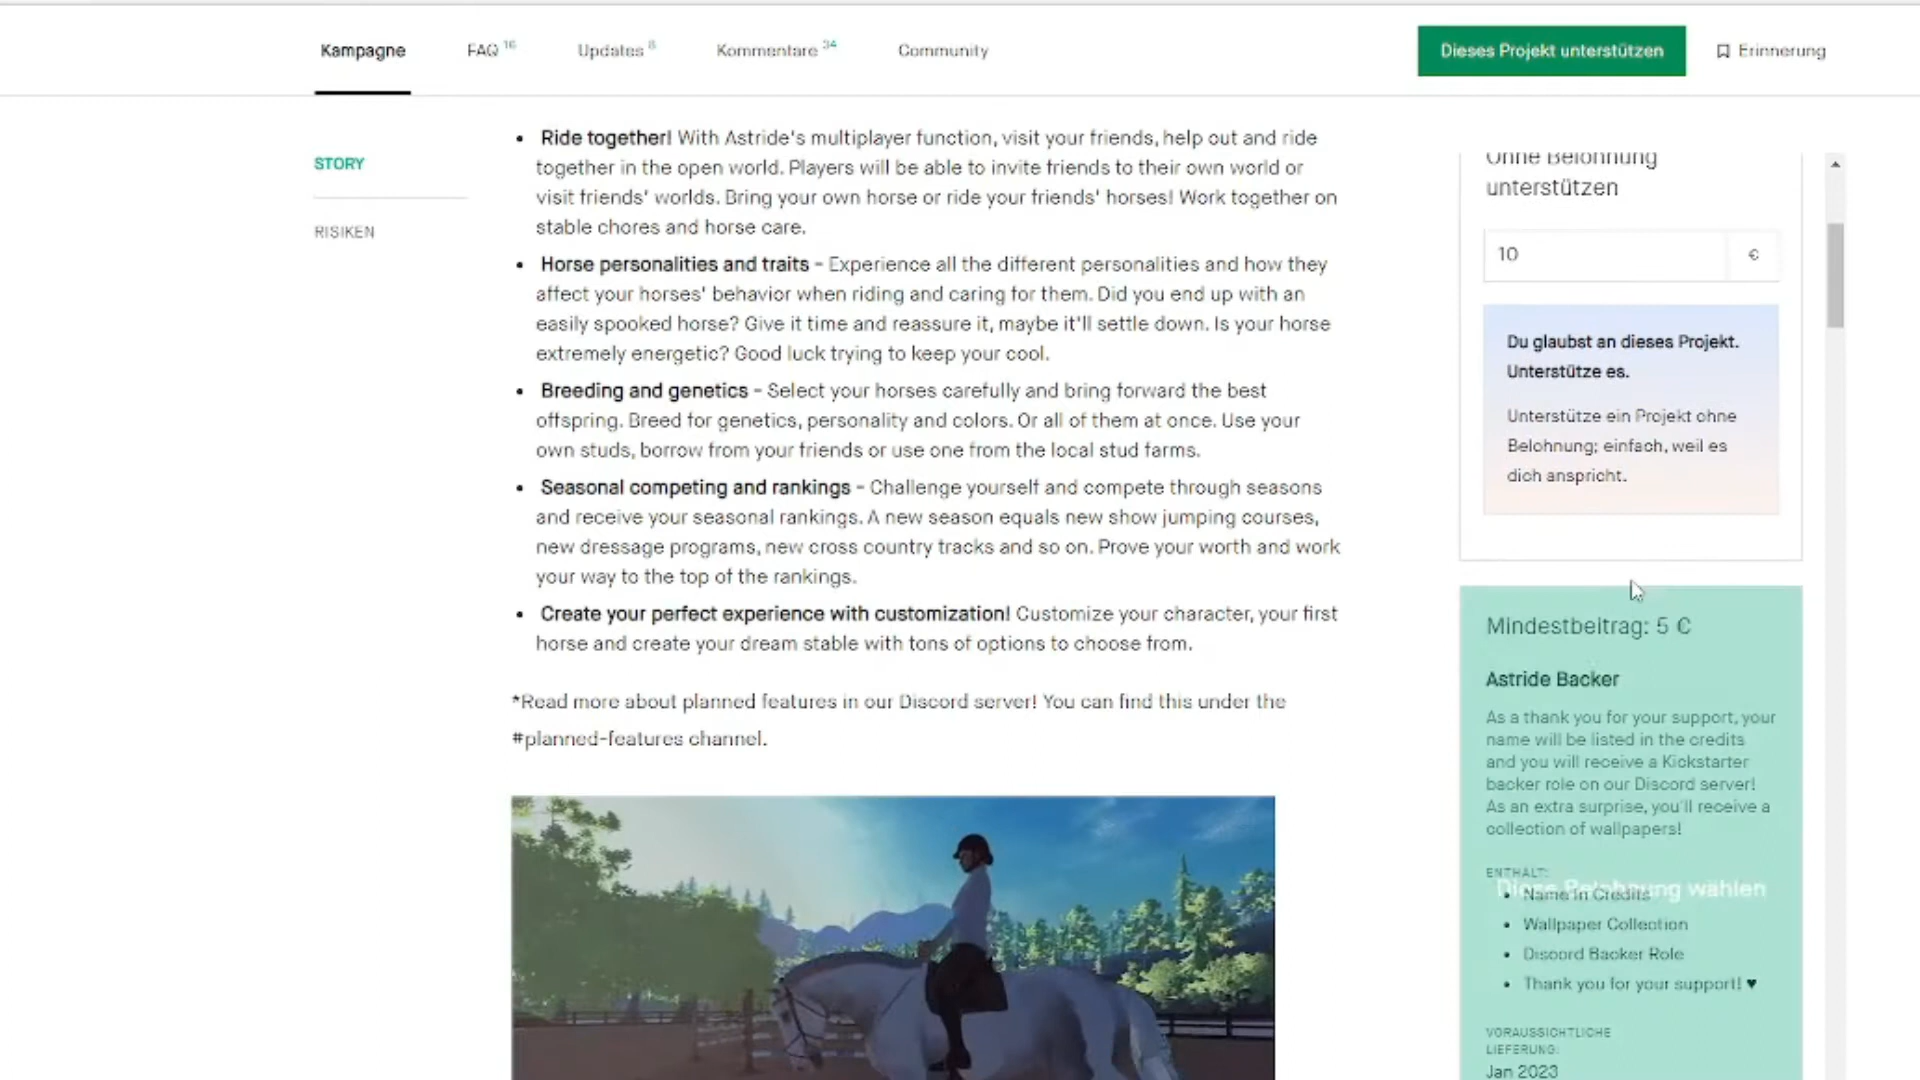 Kampagne
FAQ 16
Updates 8
Kommentare 34
Community
Dieses Projekt unterstützen
Erinnerung
STORY
RISIKEN
• Ride together! With Astride's multiplayer function, visit your friends, help out and ride
together in the open world. Players will be able to invite friends to their own world or
visit friends' worlds. Bring your own horse or ride your friends' horses! Work together on
stable chores and horse care.
• Horse personalities and traits - Experience all the different personalities and how they
affect your horses' behavior when riding and caring for them. Did you end up with an
easily spooked horse? Give it time and reassure it, maybe it'll settle down. Is your horse
extremely energetic? Good luck trying to keep your cool.
• Breeding and genetics - Select your horses carefully and bring forward the best
offspring. Breed for genetics, personality and colors. Or all of them at once. Use your
own studs, borrow from your friends or use one from the local stud farms.
• Seasonal competing and rankings - Challenge yourself and compete through seasons
and receive your seasonal rankings. A new season equals new show jumping courses,
new dressage programs, new cross country tracks and so on. Prove your worth and work
your way to the top of the rankings.
• Create your perfect experience with customization! Customize your character, your first
horse and create your dream stable with tons of options to choose from.
*Read more about planned features in our Discord server! You can find this under the
#planned-features channel.
Ohne Belohnung
unterstützen
10 €
Du glaubst an dieses Projekt.
Unterstütze es.
Unterstütze ein Projekt ohne
Belohnung; einfach, weil es
dich anspricht.
Mindestbeitrag: 5 €
Astride Backer
As a thank you for your support, your
name will be listed in the credits
and you will receive a Kickstarter
backer role on our Discord server!
As an extra surprise, you'll receive a
collection of wallpapers!
ENTHÄLT:
Diese Belohnung wählen
• Name in Credits
• Wallpaper Collection
• Discord Backer Role
• Thank you for your support! ♥
VORAUSSICHTLICHE
LIEFERUNG:
Jan 2023